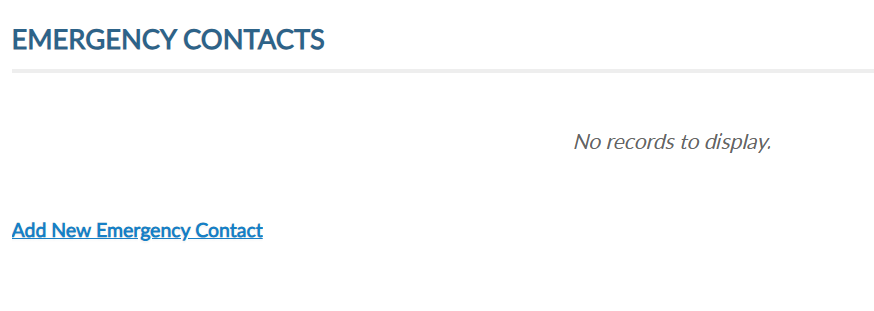 EMERGENCY CONTACTS
No records to display.
Add New Emergency Contact